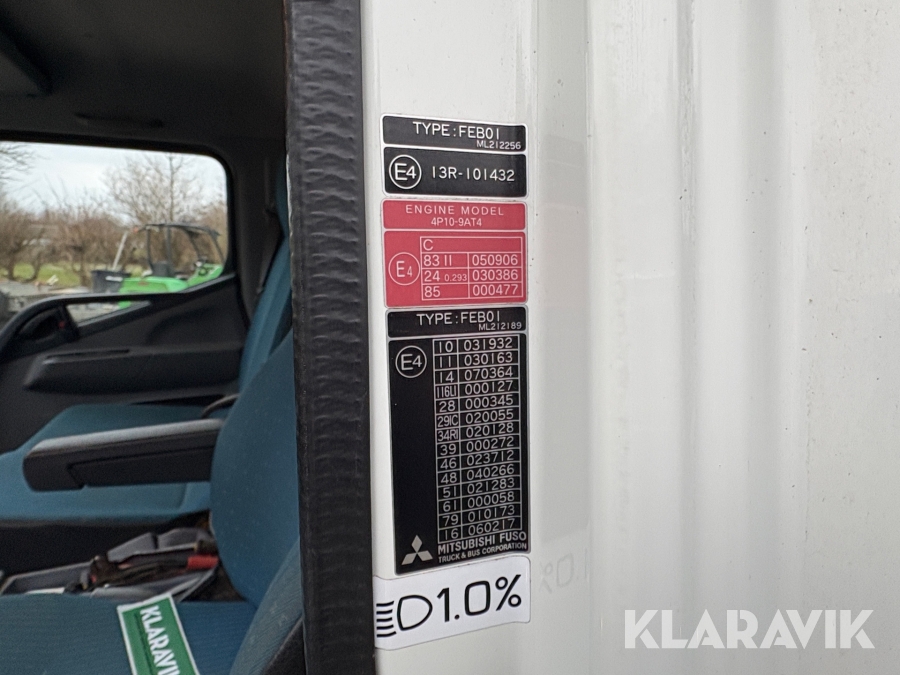 TYPE:FEB01
ML212256
E4 13R-101432
ENGINE MODEL
4P10-9AT4
E4
C
83 II 050906
24 0.293 030386
85 000477
TYPE:FEB01
ML212189
E4
10 031932
11 030163
14 070364
116LI 000127
28 000345
29IC 020055
34RI 020128
39 000272
46 023712
48 040266
51 021283
61 000058
79 010173
16 060217
MITSUBISHI FUSO
TRUCK & BUS CORPORATION
1.0%
KLARAVIK
KLARAVIK